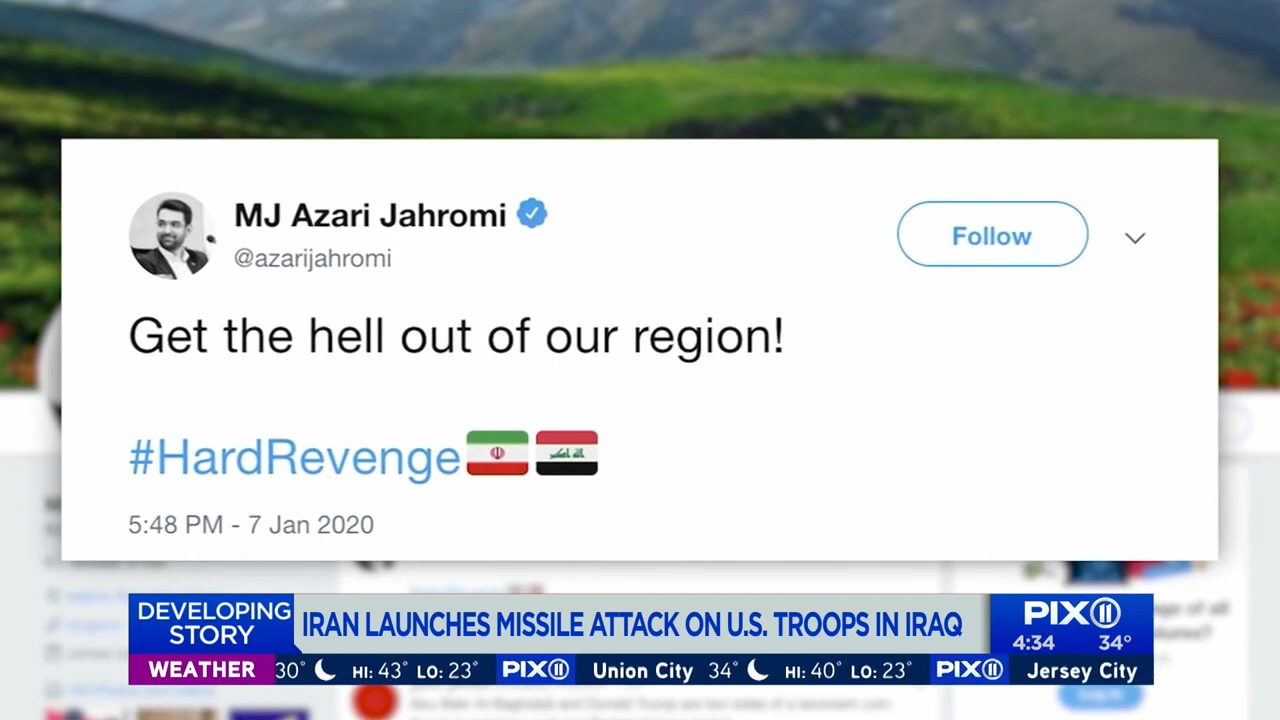 MJ Azari Jahromi
@azarijahromi
Follow
Get the hell out of our region!
#HardRevenge
5:48 PM - 7 Jan 2020
DEVELOPING
STORY
IRAN LAUNCHES MISSILE ATTACK ON U.S. TROOPS IN IRAQ
PIX11
4:34 34°
WEATHER 30° HI: 43° LO: 23° PIX11 Union City 34° HI: 40° LO: 23° PIX11 Jersey City